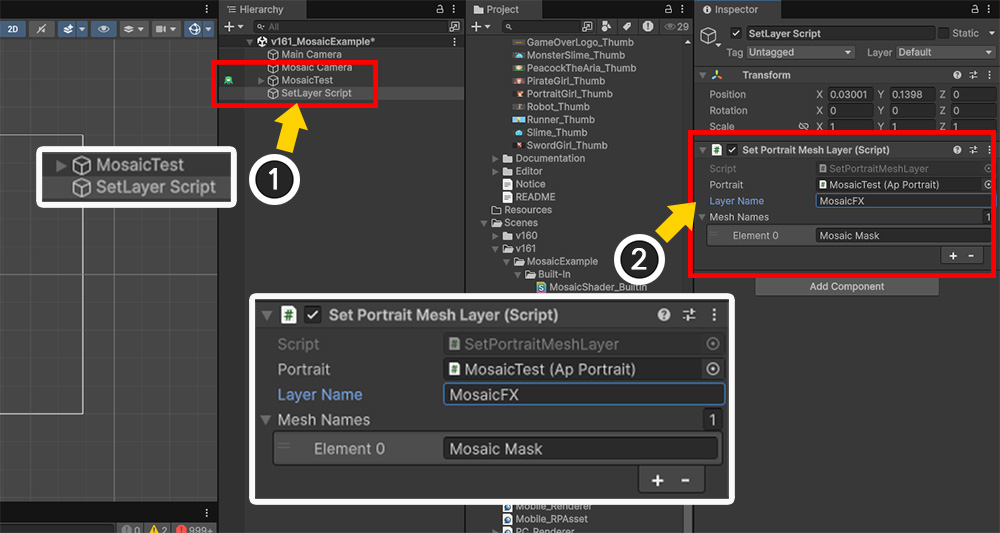 2D
Hierarchy
All
v161_MosaicExample*
Main Camera
Mosaic Camera
MosaicTest
SetLayer Script
MosaicTest
SetLayer Script
1
Project
29
GameOverLogo_Thumb
MonsterSlime_Thumb
PeacockTheAria_Thumb
PirateGirl_Thumb
PortraitGirl_Thumb
Robot_Thumb
Runner_Thumb
Slime_Thumb
SwordGirl_Thumb
Documentation
Editor
Notice
README
Resources
Scenes
v160
v161
MosaicExample
Built-In
MosaicShader_BuiltIn
Mobile_Renderer
Mobile_RPAsset
PC_Renderer
Inspector
SetLayer Script
Static
Tag Untagged Layer Default
Transform
Position X 0.03001 Y 0.1398 Z 0
Rotation X 0 Y 0 Z 0
Scale X 1 Y 1 Z 1
Set Portrait Mesh Layer (Script)
Script SetPortraitMeshLayer
Portrait MosaicTest (Ap Portrait)
Layer Name MosaicFX
Mesh Names 1
Element 0 Mosaic Mask
+ -
Add Component
2
Set Portrait Mesh Layer (Script)
Script SetPortraitMeshLayer
Portrait MosaicTest (Ap Portrait)
Layer Name MosaicFX
Mesh Names 1
Element 0 Mosaic Mask
+ -
0 2 999+